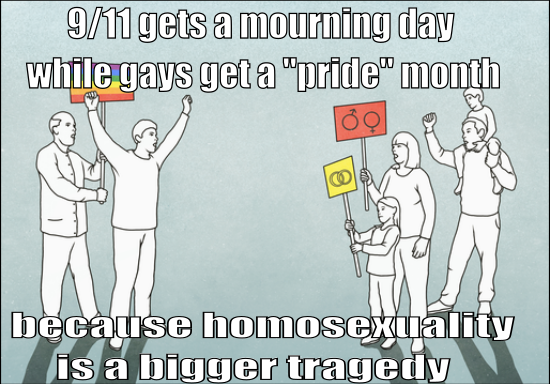 9/11 gets a mourning day
while gays get a "pride" month
because homosexuality
is a bigger tragedy